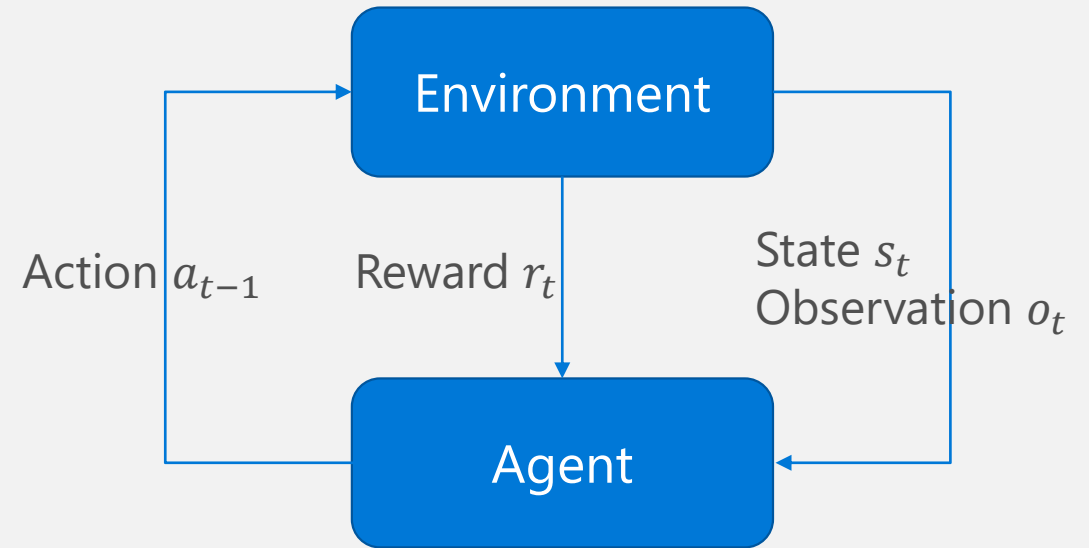 Environment
Action a_{t−1}
Reward r_t
State s_t
Observation o_t
Agent